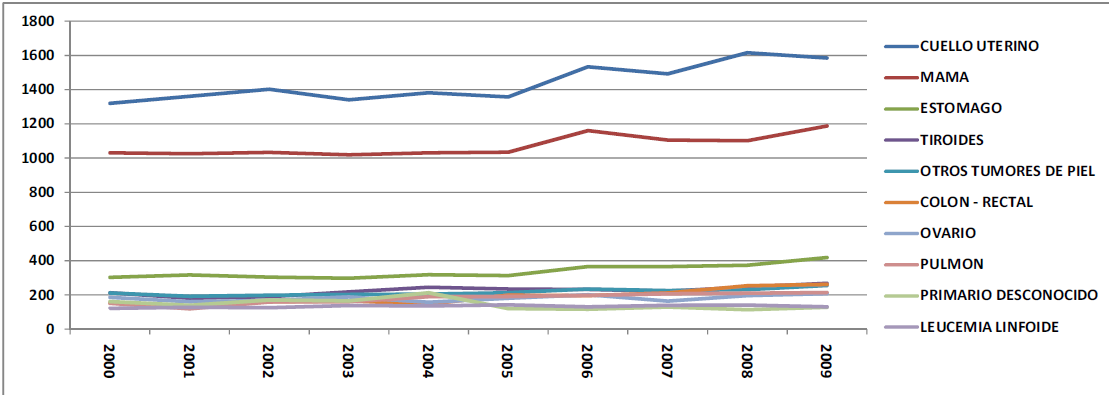 1800
1600
1400
1200
1000
800
600
400
200
0
2000
2001
2002
2003
2004
2005
2006
2007
2008
2009
CUELLO UTERINO
MAMA
ESTOMAGO
TIROIDES
OTROS TUMORES DE PIEL
COLON - RECTAL
OVARIO
PULMON
PRIMARIO DESCONOCIDO
LEUCEMIA LINFOIDE